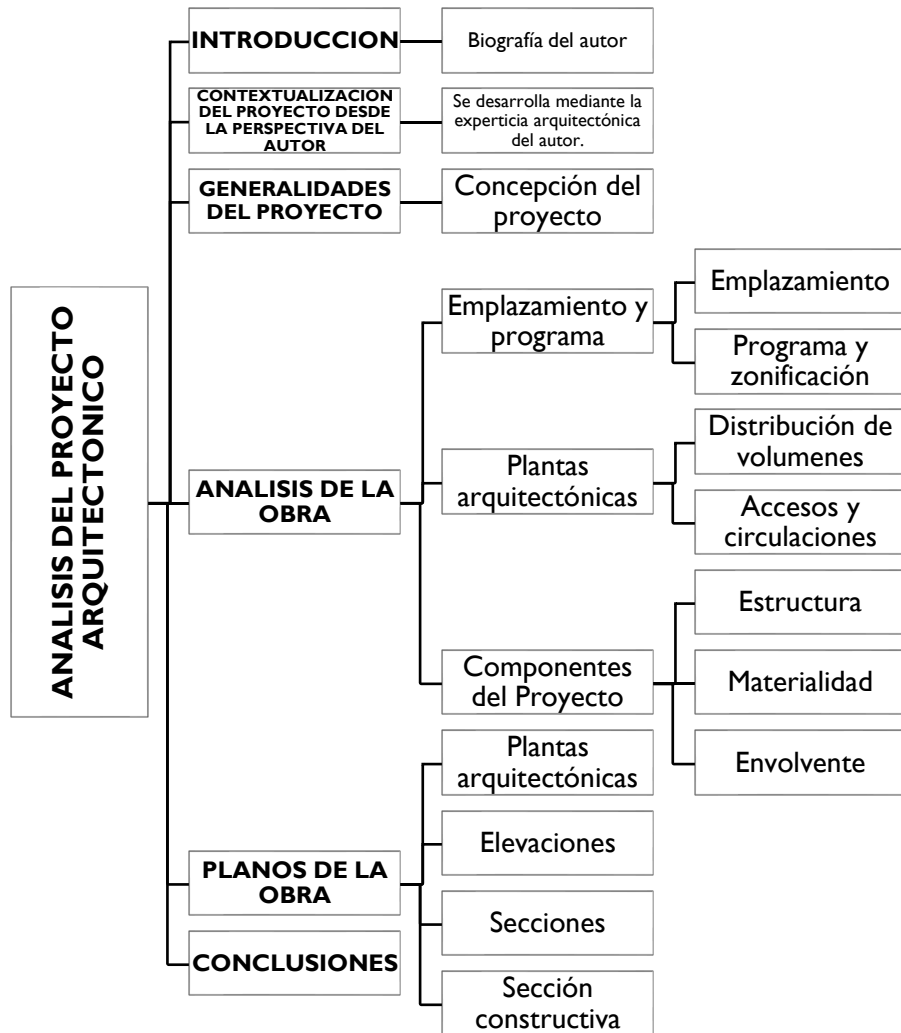 ANALISIS DEL PROYECTO
ARQUITECTONICO
INTRODUCCION
Biografía del autor
CONTEXTUALIZACION
DEL PROYECTO DESDE
LA PERSPECTIVA DEL
AUTOR
Se desarrolla mediante la
experticia arquitectónica
del autor.
GENERALIDADES
DEL PROYECTO
Concepción del
proyecto
ANALISIS DE LA
OBRA
Emplazamiento y
programa
Emplazamiento
Programa y
zonificación
Plantas
arquitectónicas
Distribución de
volumenes
Accesos y
circulaciones
Componentes
del Proyecto
Estructura
Materialidad
Envolvente
PLANOS DE LA
OBRA
Plantas
arquitectónicas
Elevaciones
Secciones
Sección
constructiva
CONCLUSIONES